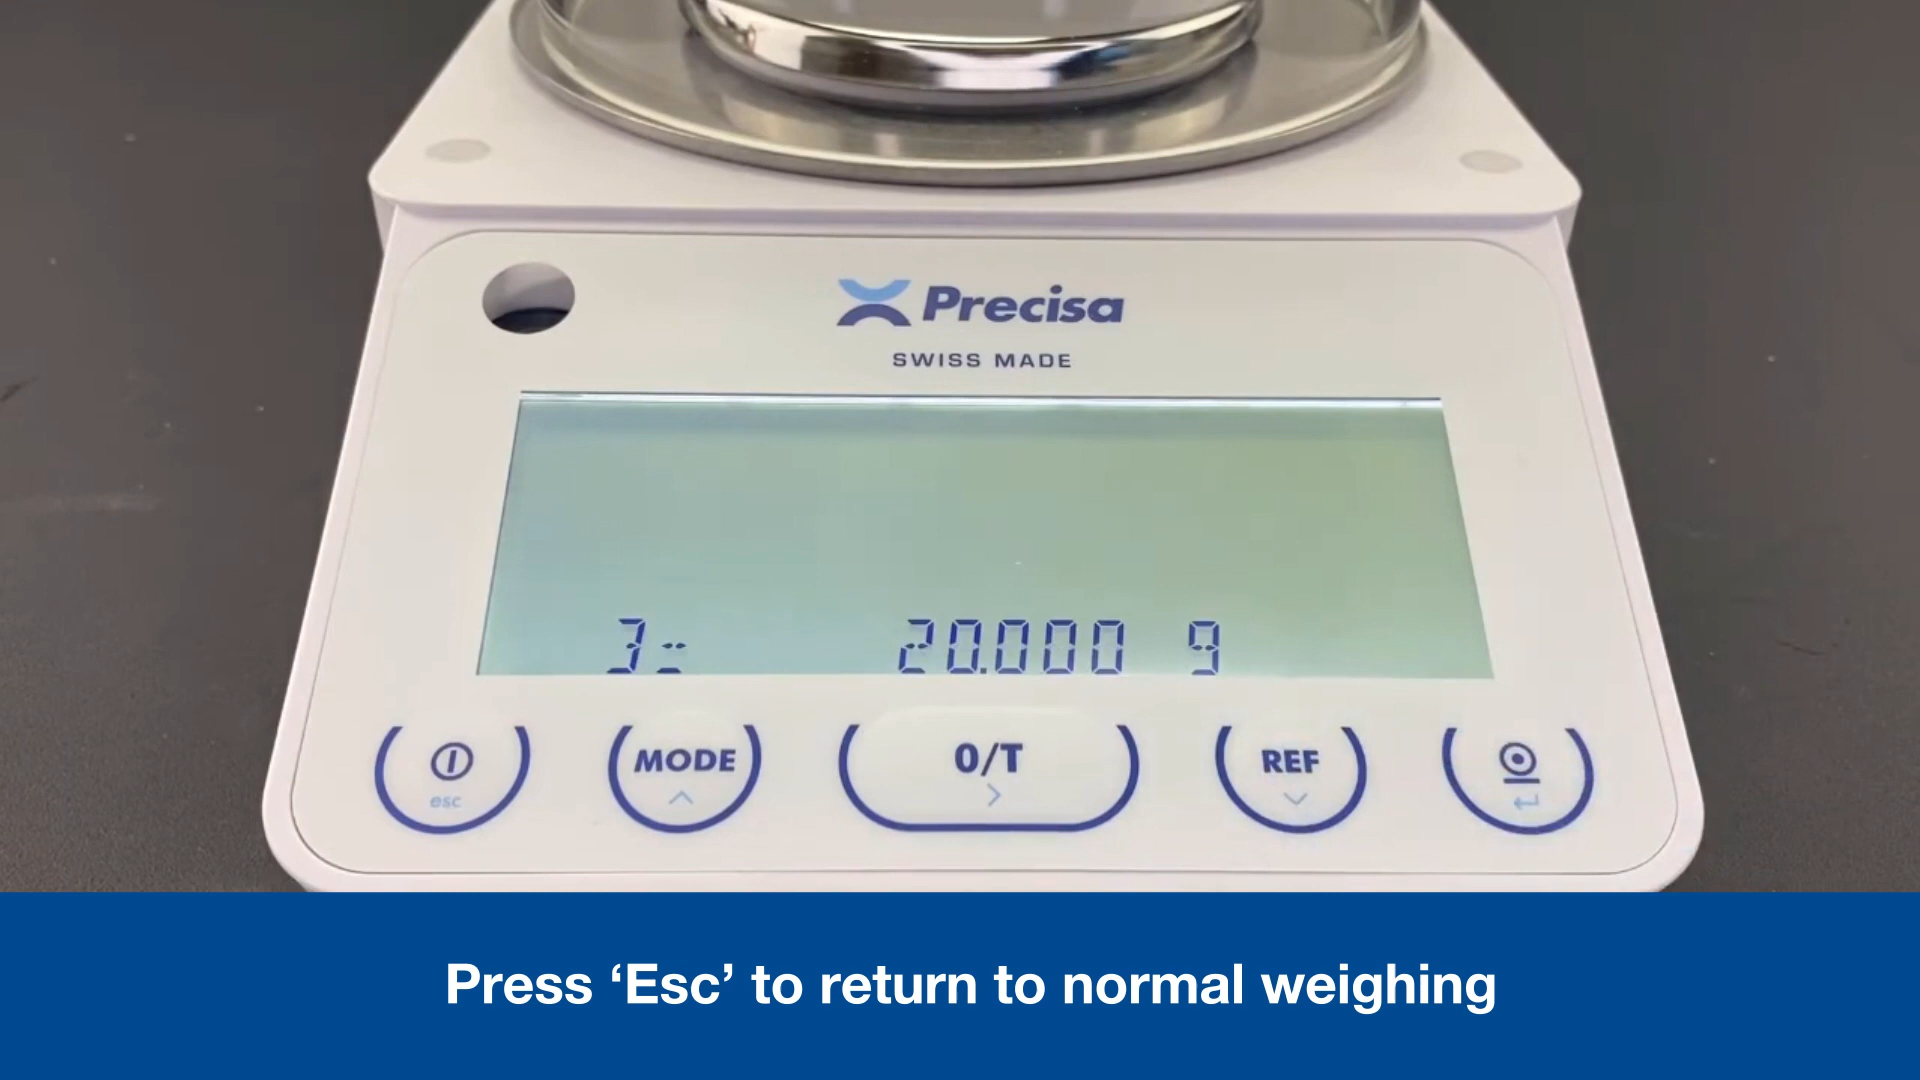 Precisa
SWISS MADE
3= 20.000 g
esc
MODE
0/T
REF
Press ‘Esc’ to return to normal weighing